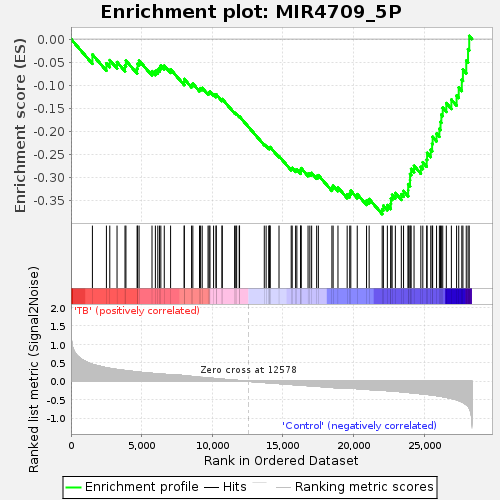 Enrichment plot: MIR4709_5P
Enrichment score (ES)
0.00
-0.05
-0.10
-0.15
-0.20
-0.25
-0.30
-0.35
'TB' (positively correlated)
Ranked list metric (Signal2Noise)
2.0
1.5
1.0
0.5
0.0
-0.5
-1.0
Zero cross at 12578
'Control' (negatively correlated)
0
5,000
10,000
15,000
20,000
25,000
Rank in Ordered Dataset
Enrichment profile
Hits
Ranking metric scores